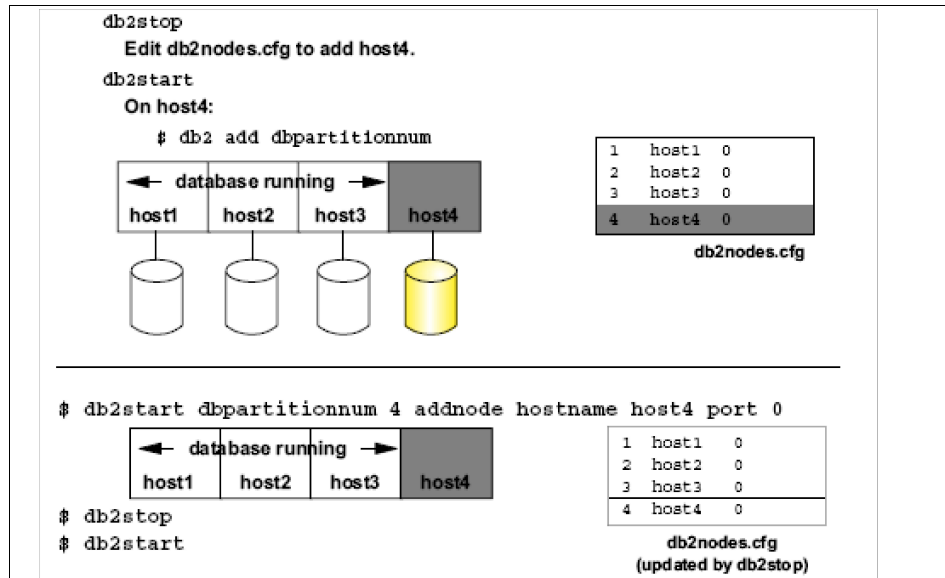 db2stop
Edit db2nodes.cfg to add host4.
db2start
On host4:
$ db2 add dbpartitionnum
database running
host1 host2 host3 host4
1 host1 0
2 host2 0
3 host3 0
4 host4 0
db2nodes.cfg
$ db2start dbpartitionnum 4 addnode hostname host4 port 0
database running
host1 host2 host3 host4
1 host1 0
2 host2 0
3 host3 0
4 host4 0
$ db2stop
$ db2start
db2nodes.cfg
(updated by db2stop)